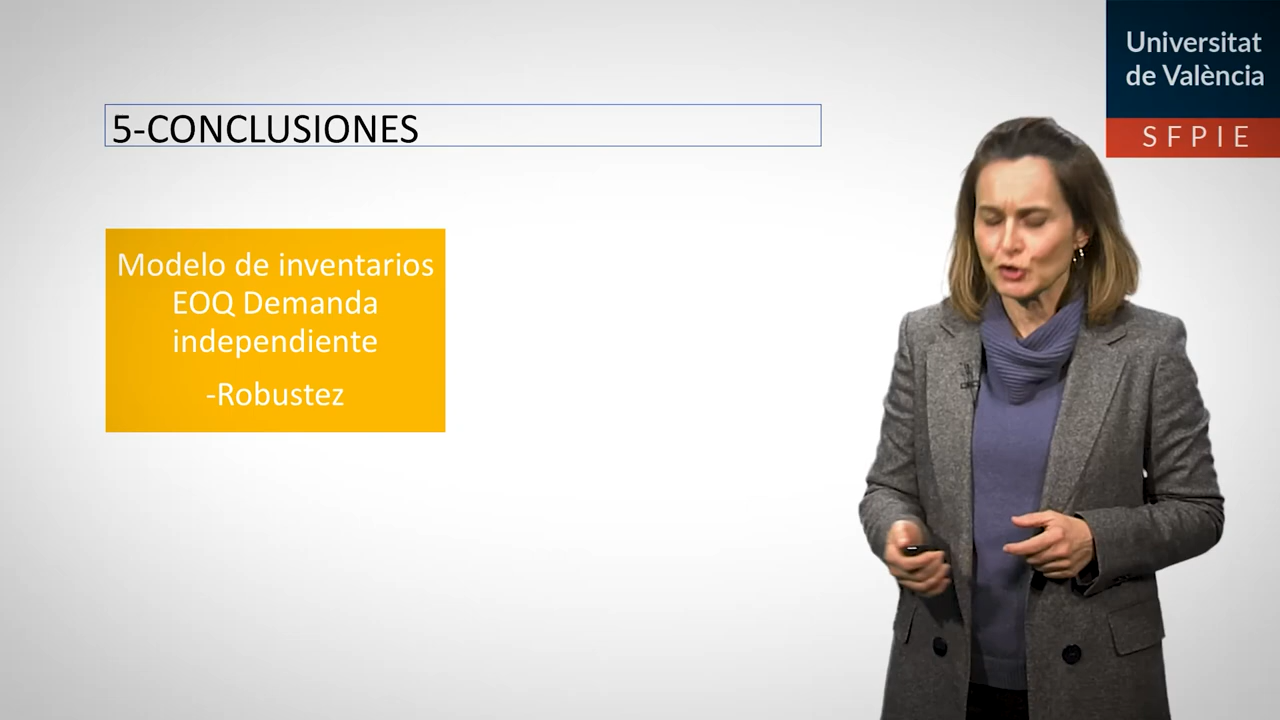 Universitat
de València
SFPIE
5-CONCLUSIONES
Modelo de inventarios
EOQ Demanda
independiente
-Robustez